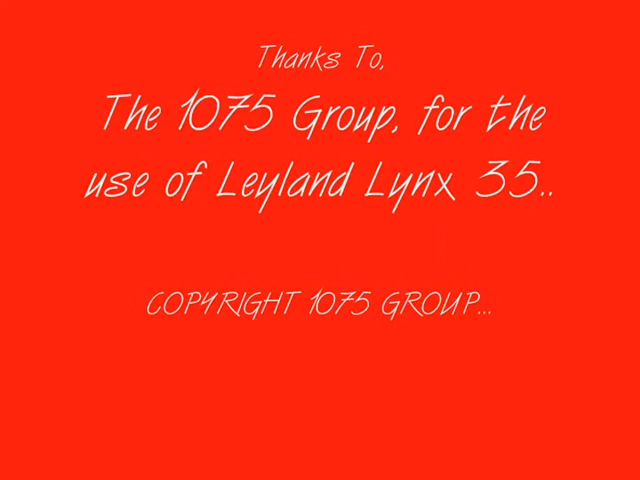 Thanks To,
The 1075 Group, for the
use of Leyland Lynx 35..
COPYRIGHT 1075 GROUP...